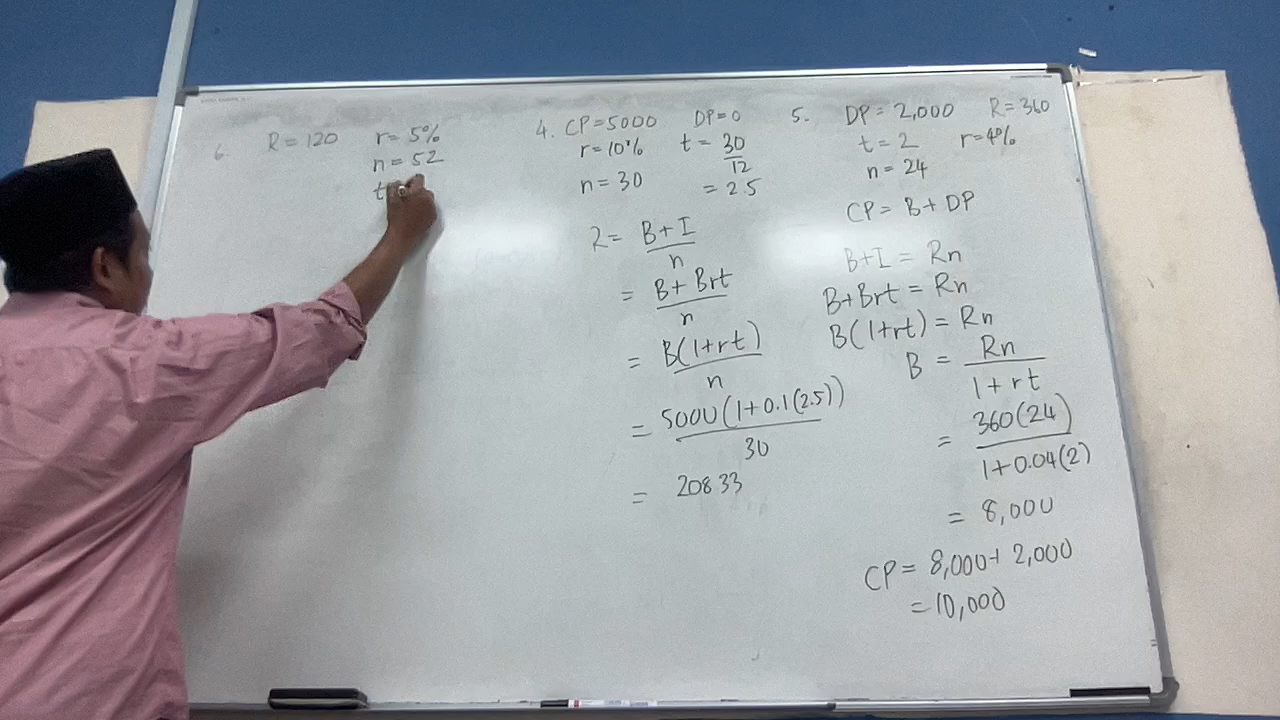 6. R = 120 r = 5%
n = 52
t
4. CP = 5000 DP = 0
r = 10% t = 30/12
n = 30 = 2.5
R = B + I / n
= B + Brt / n
= B(1 + rt) / n
= 5000(1 + 0.1(2.5)) / 30
= 208.33
5. DP = 2,000 R = 360
t = 2 r = 4%
n = 24
CP = B + DP
B + I = Rn
B + Brt = Rn
B(1 + rt) = Rn
B = Rn / 1 + rt
= 360(24) / 1 + 0.04(2)
= 8,000
CP = 8,000 + 2,000
= 10,000